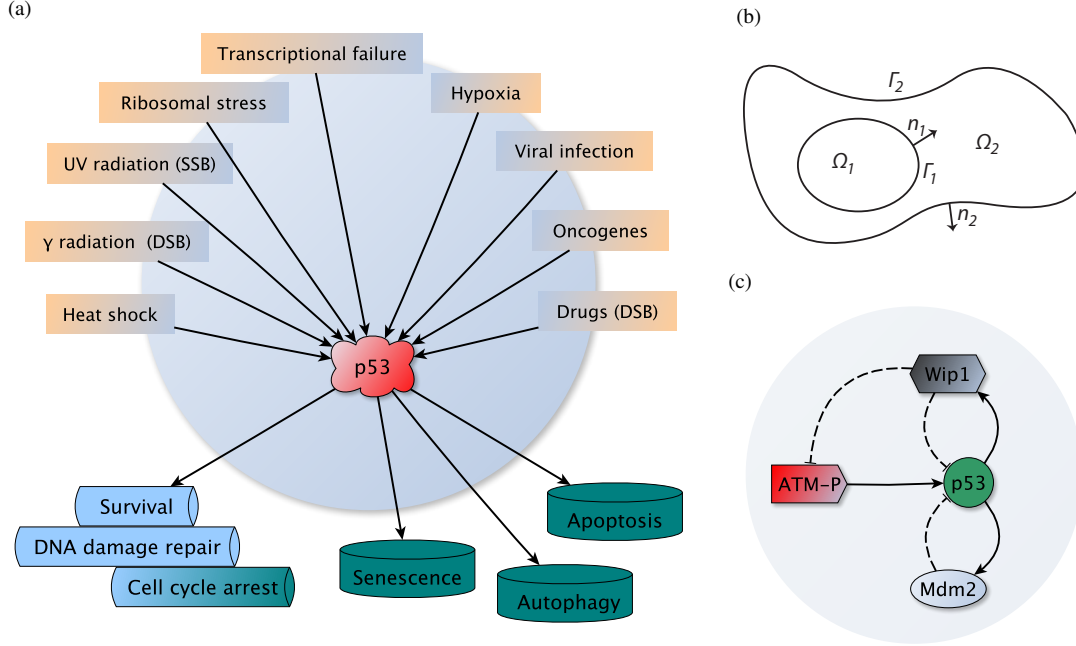 (a)
Transcriptional failure
Ribosomal stress
Hypoxia
UV radiation (SSB)
Viral infection
γ radiation (DSB)
Oncogenes
Heat shock
Drugs (DSB)
p53
Survival
DNA damage repair
Cell cycle arrest
Senescence
Autophagy
Apoptosis
(b)
Γ2
n1
Ω1
Γ1
Ω2
n2
(c)
Wip1
ATM-P
p53
Mdm2